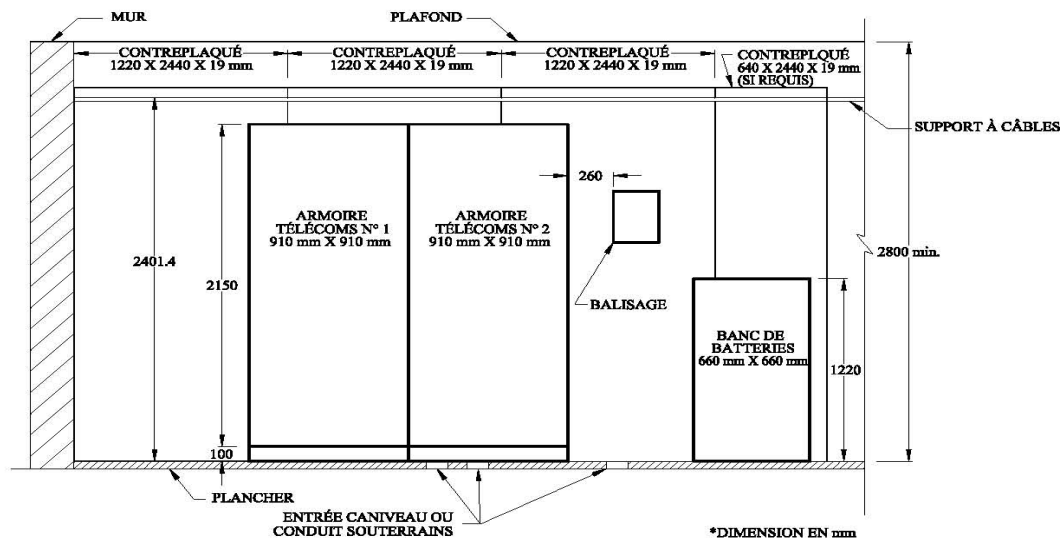 MUR
PLAFOND
CONTREPLAQUÉ
1220 X 2440 X 19 mm
CONTREPLAQUÉ
1220 X 2440 X 19 mm
CONTREPLAQUÉ
1220 X 2440 X 19 mm
CONTREPLQUÉ
640 X 2440 X 19 mm
(SI REQUIS)
SUPPORT À CÂBLES
260
ARMOIRE
TÉLÉCOMS N° 1
910 mm X 910 mm
ARMOIRE
TÉLÉCOMS N° 2
910 mm X 910 mm
2401.4
2150
2800 min.
BALISAGE
BANC DE
BATTERIES
660 mm X 660 mm
1220
100
PLANCHER
ENTRÉE CANIVEAU OU
CONDUIT SOUTERRAINS
*DIMENSION EN mm